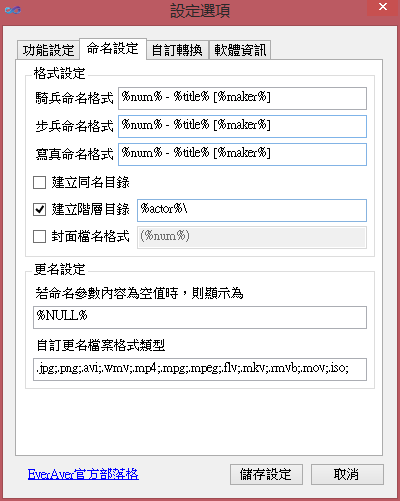 設定選項
功能設定 命名設定 自訂轉換 軟體資訊
格式設定
騎兵命名格式 %num% - %title% [%maker%]
步兵命名格式 %num% - %title% [%maker%]
寫真命名格式 %num% - %title% [%maker%]
建立同名目錄
建立階層目錄 %actor%\
封面檔名格式 (%num%)
更名設定
若命名參數內容為空值時，則顯示為
%NULL%
自訂更名檔案格式類型
.jpg;.png;.avi;.wmv;.mp4;.mpg;.mpeg;.flv;.mkv;.rmvb;.mov;.iso;
EverAver官方部落格 儲存設定 取消